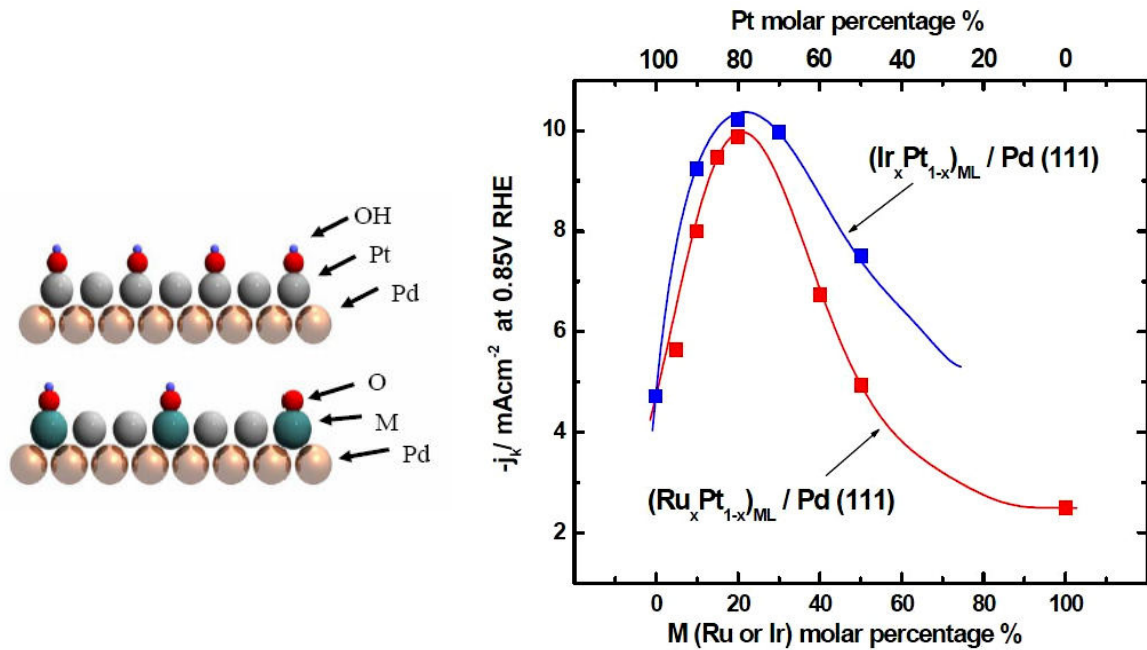 OH
Pt
Pd
O
M
Pd
Pt molar percentage %
100 80 60 40 20 0
10
8
6
4
2
-jₖ/ mAcm⁻² at 0.85V RHE
(IrₓPt₁₋ₓ)ML / Pd (111)
(RuₓPt₁₋ₓ)ML / Pd (111)
0 20 40 60 80 100
M (Ru or Ir) molar percentage %